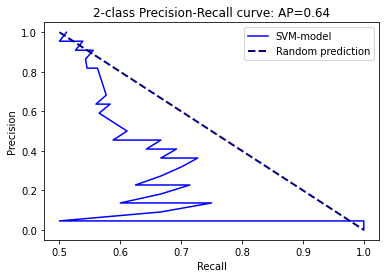 2-class Precision-Recall curve: AP=0.64
SVM-model
Random prediction
Precision
1.0
0.8
0.6
0.4
0.2
0.0
0.5 0.6 0.7 0.8 0.9 1.0
Recall